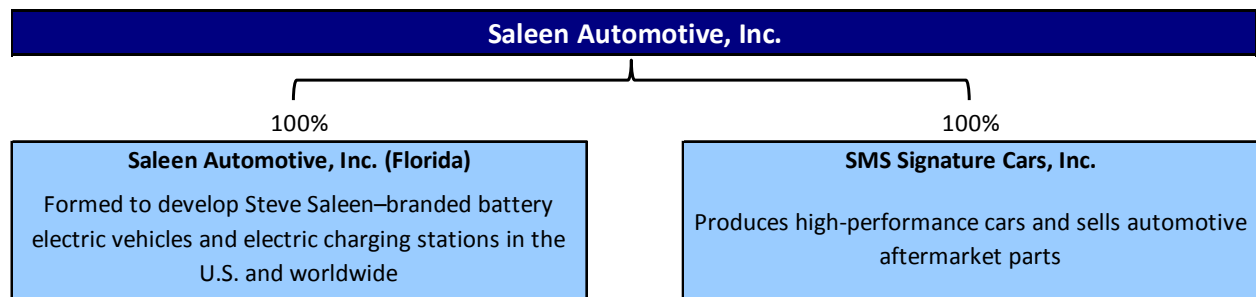 Saleen Automotive, Inc.
100%
100%
Saleen Automotive, Inc. (Florida)
Formed to develop Steve Saleen–branded battery
electric vehicles and electric charging stations in the
U.S. and worldwide
SMS Signature Cars, Inc.
Produces high-performance cars and sells automotive
aftermarket parts